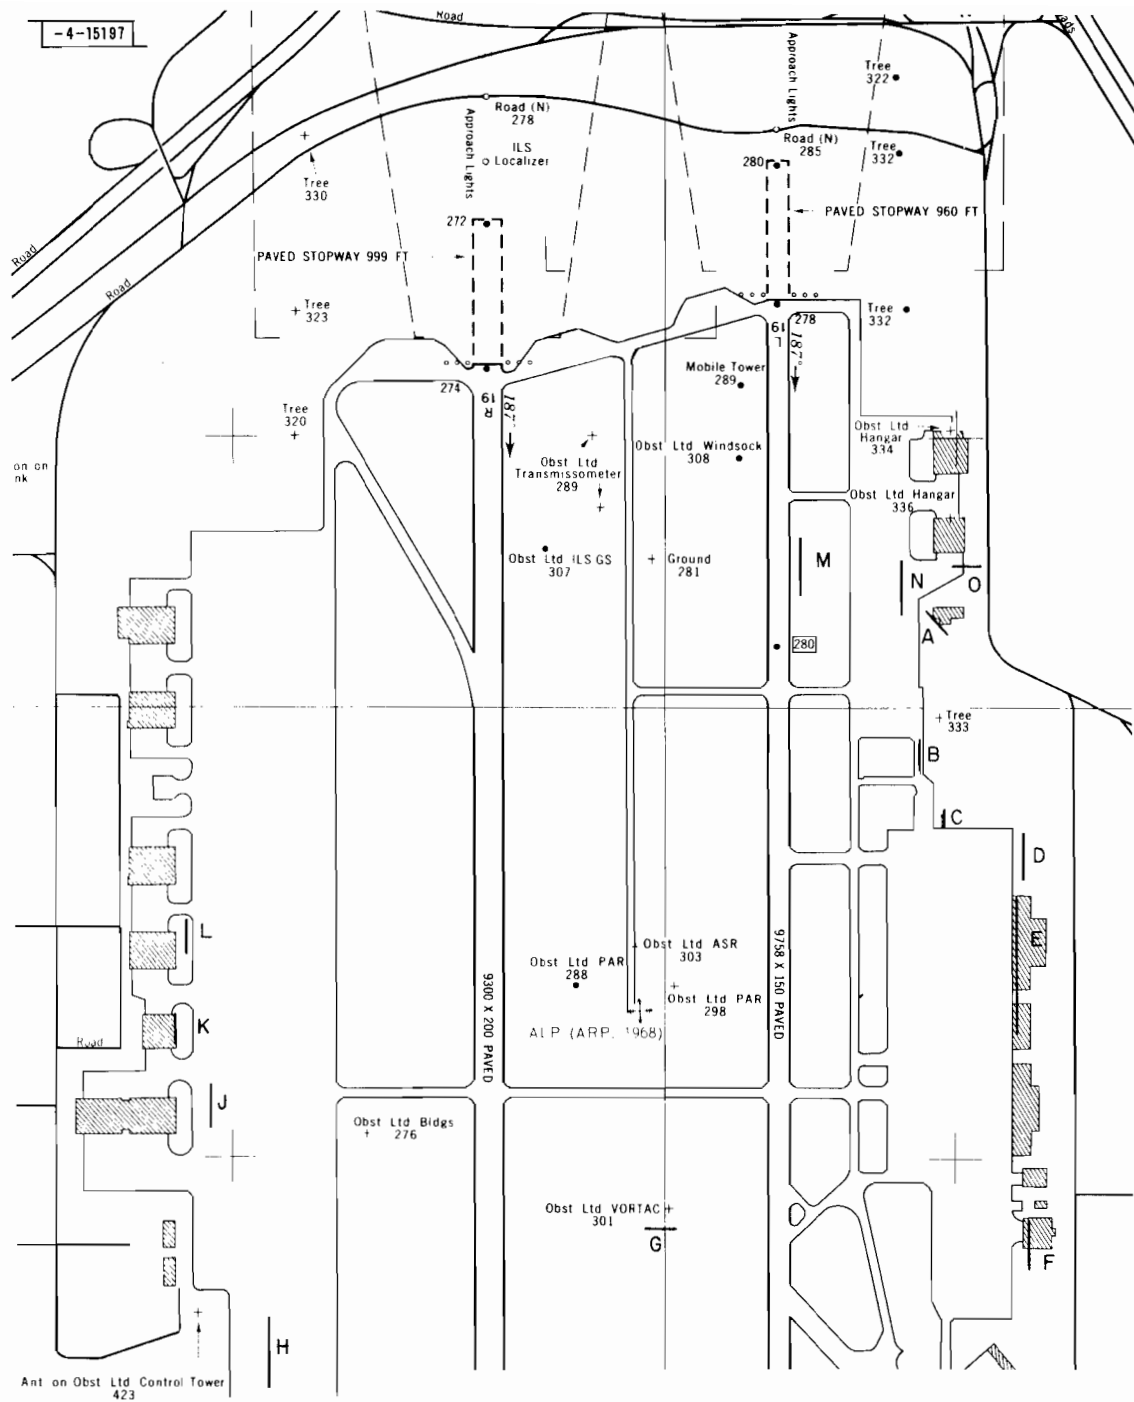 -4-15197
Road
Roads
Approach Lights
Tree
322
Road (N)
278
Road (N)
285
ILS
Localizer
Approach Lights
Tree
332
280
Tree
330
PAVED STOPWAY 960 FT
272
PAVED STOPWAY 999 FT
Road
Road
Tree
323
278
Tree
332
19
L
187°
Mobile Tower
289
274
19
R
187°
Tree
320
Obst Ltd
Hangar
334
Obst Ltd Windsock
308
on on
nk
Obst Ltd
Transmissometer
289
Obst Ltd Hangar
336
Obst Ltd ILS GS
307
Ground
281
M
N
O
A
280
Tree
333
B
C
D
E
L
Obst Ltd ASR
303
Obst Ltd PAR
288
9758 X 150 PAVED
9300 X 200 PAVED
Obst Ltd PAR
298
K
ALP (ARP, 1968)
Road
J
Obst Ltd Bldgs
276
Obst Ltd VORTAC
301
G
F
H
Ant on Obst Ltd Control Tower
423